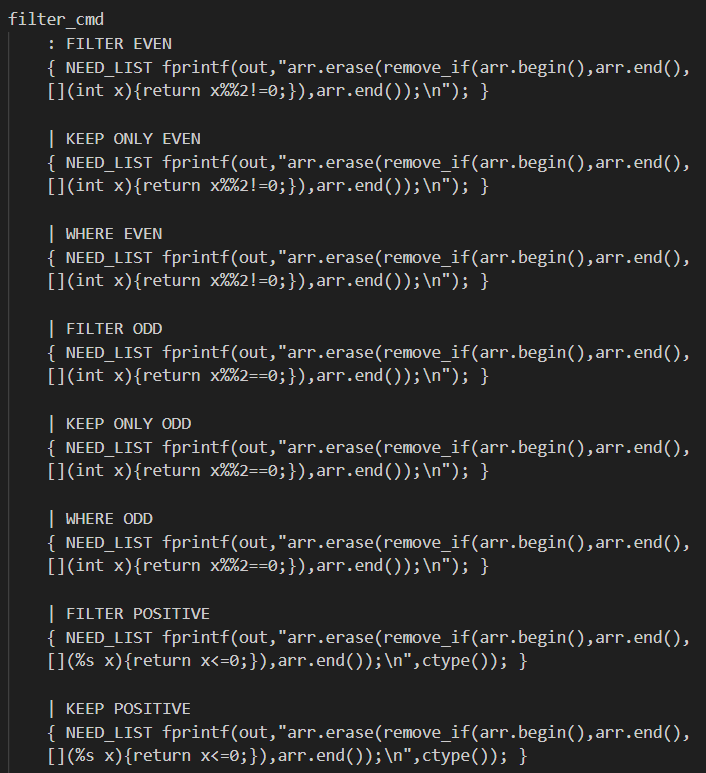 filter_cmd
: FILTER EVEN
{ NEED_LIST fprintf(out,"arr.erase(remove_if(arr.begin(),arr.end(),
[](int x){return x%%2!=0;}),arr.end());\n"); }
| KEEP ONLY EVEN
{ NEED_LIST fprintf(out,"arr.erase(remove_if(arr.begin(),arr.end(),
[](int x){return x%%2!=0;}),arr.end());\n"); }
| WHERE EVEN
{ NEED_LIST fprintf(out,"arr.erase(remove_if(arr.begin(),arr.end(),
[](int x){return x%%2!=0;}),arr.end());\n"); }
| FILTER ODD
{ NEED_LIST fprintf(out,"arr.erase(remove_if(arr.begin(),arr.end(),
[](int x){return x%%2==0;}),arr.end());\n"); }
| KEEP ONLY ODD
{ NEED_LIST fprintf(out,"arr.erase(remove_if(arr.begin(),arr.end(),
[](int x){return x%%2==0;}),arr.end());\n"); }
| WHERE ODD
{ NEED_LIST fprintf(out,"arr.erase(remove_if(arr.begin(),arr.end(),
[](int x){return x%%2==0;}),arr.end());\n"); }
| FILTER POSITIVE
{ NEED_LIST fprintf(out,"arr.erase(remove_if(arr.begin(),arr.end(),
[](%s x){return x<=0;}),arr.end());\n",ctype()); }
| KEEP POSITIVE
{ NEED_LIST fprintf(out,"arr.erase(remove_if(arr.begin(),arr.end(),
[](%s x){return x<=0;}),arr.end());\n",ctype()); }